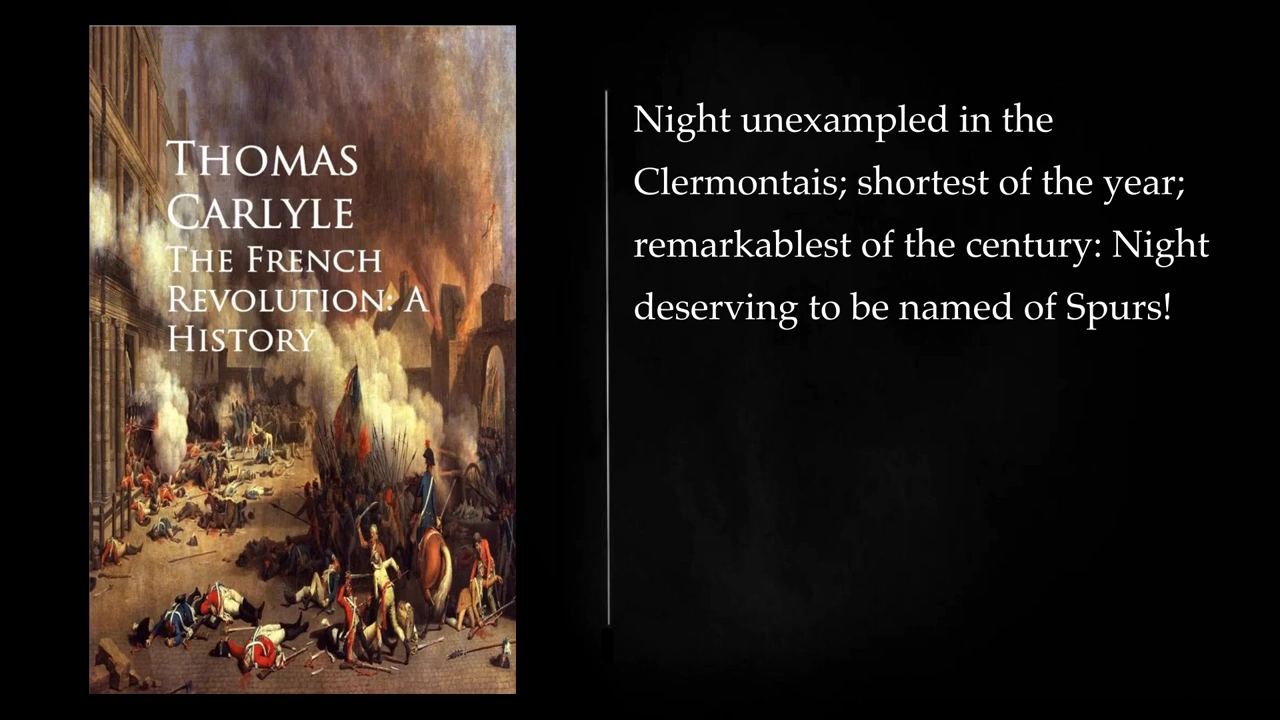 THOMAS
CARLYLE
THE FRENCH
REVOLUTION: A
HISTORY
Night unexampled in the
Clermontais; shortest of the year;
remarkablest of the century: Night
deserving to be named of Spurs!